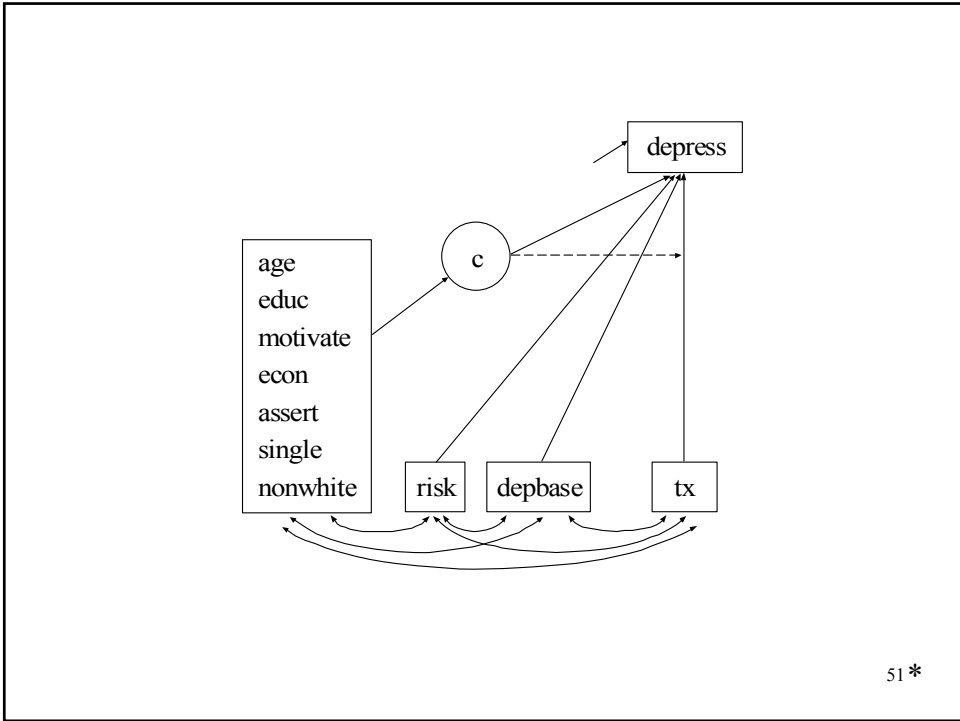 depress
c
age
educ
motivate
econ
assert
single
nonwhite
risk
depbase
tx
51*